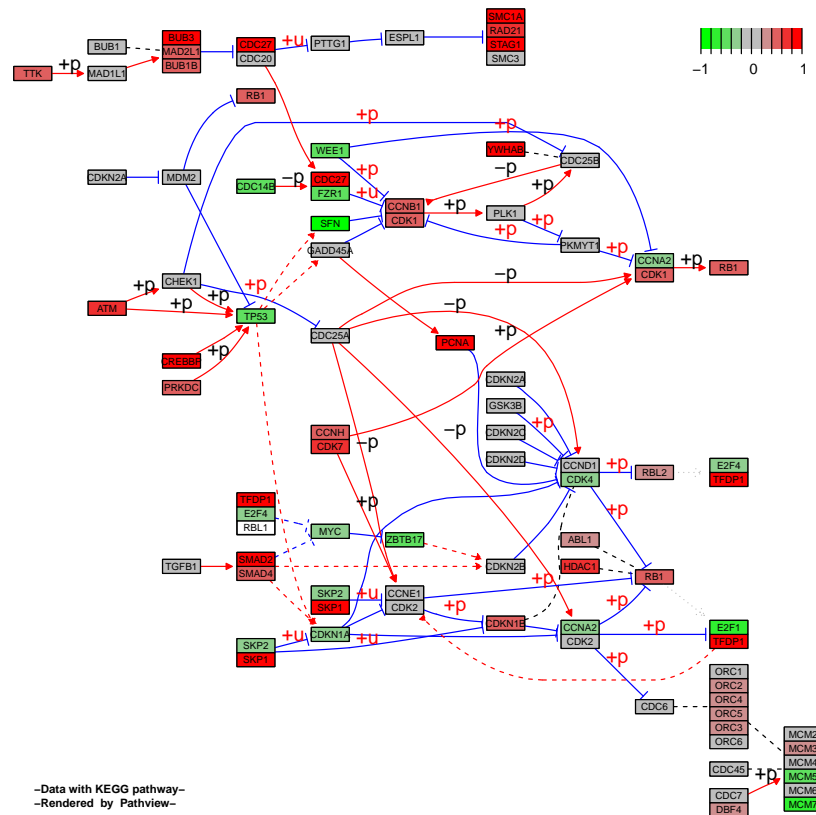 SMC1A
BUB3
RAD21
BUB1
MAD2L1
CDC27
+u
PTTG1
ESPL1
STAG1
CDC20
SMC3
BUB1B
TTK
+p
MAD1L1
−1
0
1
RB1
+p
+p
WEE1
YWHAB
CDC25B
CDKN2A
MDM2
+p
−p
CDC14B
−p
CDC27
FZR1
+u
+p
CCNB1
CDK1
+p
PLK1
+p
SFN
GADD45A
+p
PKMYT1
+p
CCNA2
CDK1
+p
RB1
CHEK1
+p
+p
−p
ATM
+p
+p
+p
TP53
−p
CDC25A
PCNA
+p
CREBBP
+p
PRKDC
CDKN2A
GSK3B
+p
CDKN2C
CDKN2D
CCNH
CDK7
−p
−p
CCND1
CDK4
+p
RBL2
E2F4
TFDP1
+p
+p
TFDP1
E2F4
RBL1
MYC
ZBTB17
ABL1
TGFB1
SMAD2
SMAD4
CDKN2B
HDAC1
RB1
SKP2
SKP1
+u
CCNE1
CDK2
+p
+p
+p
CDKN1B
CCNA2
CDK2
+p
E2F1
TFDP1
SKP2
SKP1
+u
CDKN1A
+u
+p
ORC1
ORC2
ORC4
ORC5
ORC3
ORC6
CDC6
MCM2
MCM3
MCM4
MCM5
MCM6
MCM7
CDC45
+p
CDC7
DBF4
−Data with KEGG pathway−
−Rendered by Pathview−